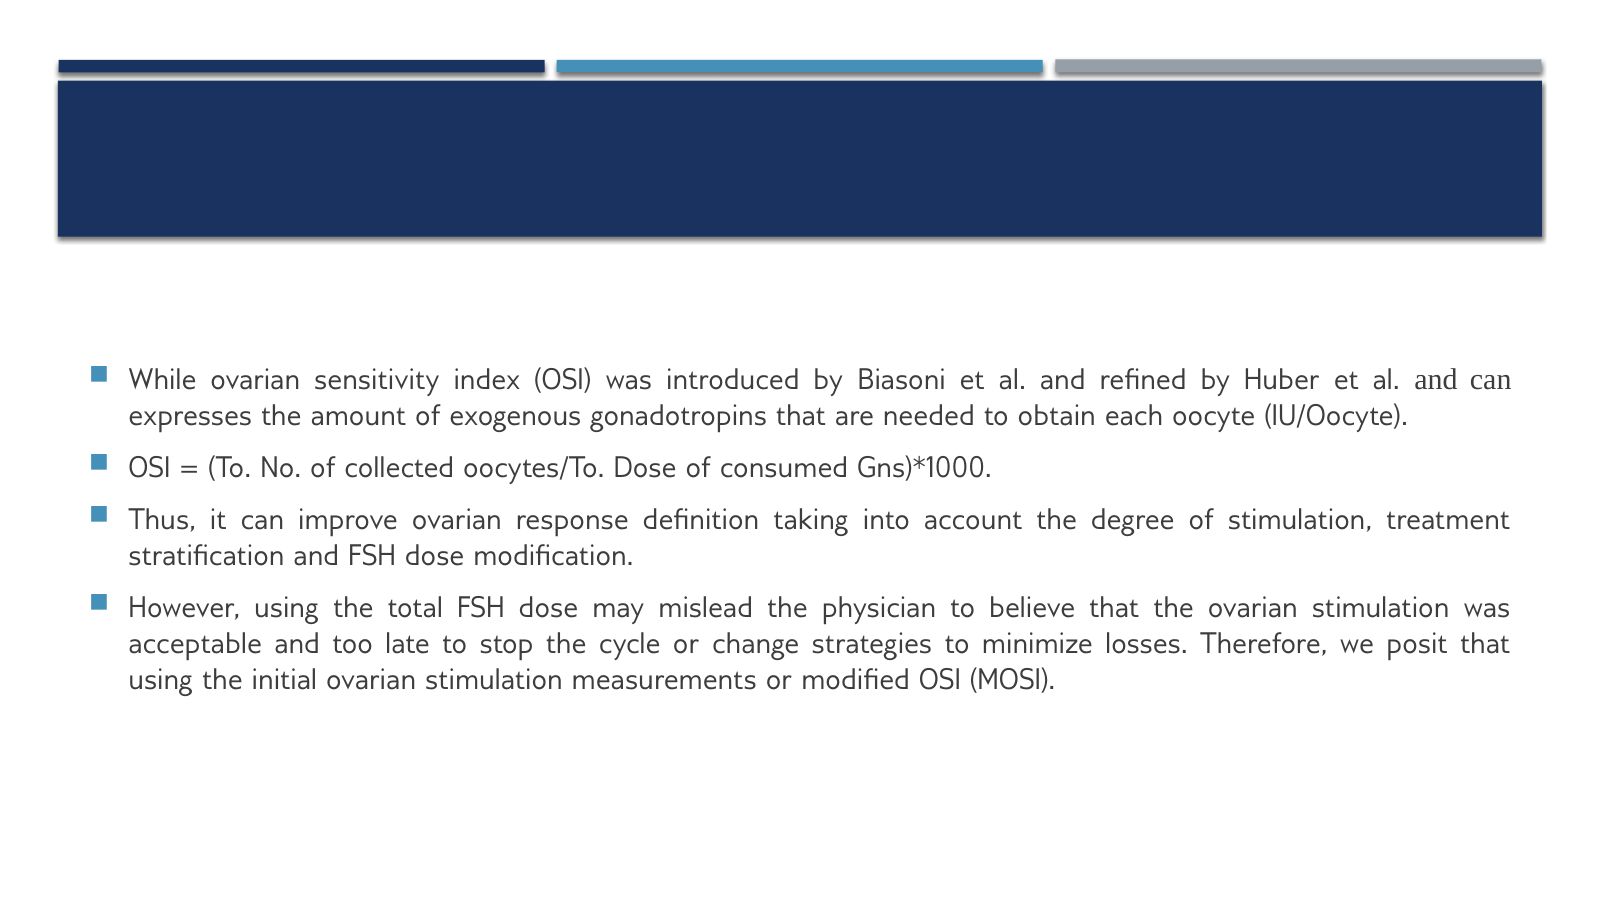 While ovarian sensitivity index (OSI) was introduced by Biasoni et al. and refined by Huber et al. and can
expresses the amount of exogenous gonadotropins that are needed to obtain each oocyte (IU/Oocyte).
OSI = (To. No. of collected oocytes/To. Dose of consumed Gns)*1000.
Thus, it can improve ovarian response definition taking into account the degree of stimulation, treatment
stratification and FSH dose modification.
However, using the total FSH dose may mislead the physician to believe that the ovarian stimulation was
acceptable and too late to stop the cycle or change strategies to minimize losses. Therefore, we posit that
using the initial ovarian stimulation measurements or modified OSI (MOSI).